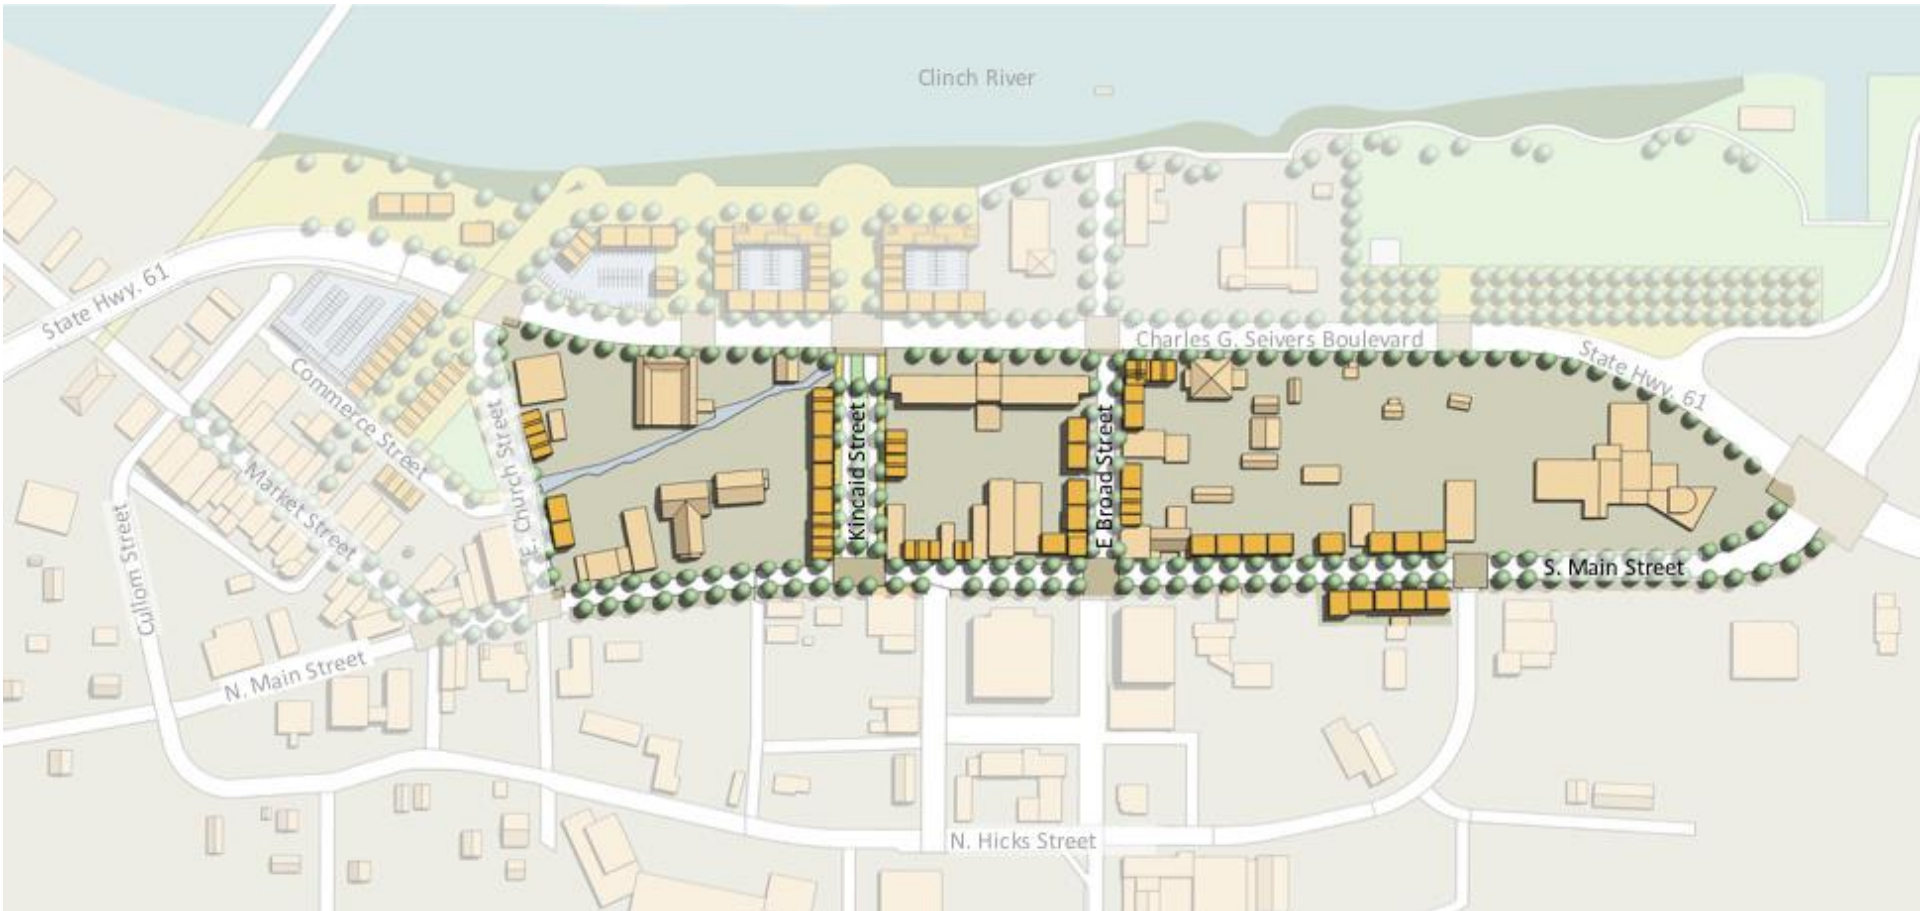 Clinch River
State Hwy. 61
Charles G. Seivers Boulevard
State Hwy. 61
Commerce Street
E. Church Street
Kincaid Street
E Broad Street
Market Street
Cullom Street
S. Main Street
N. Main Street
N. Hicks Street